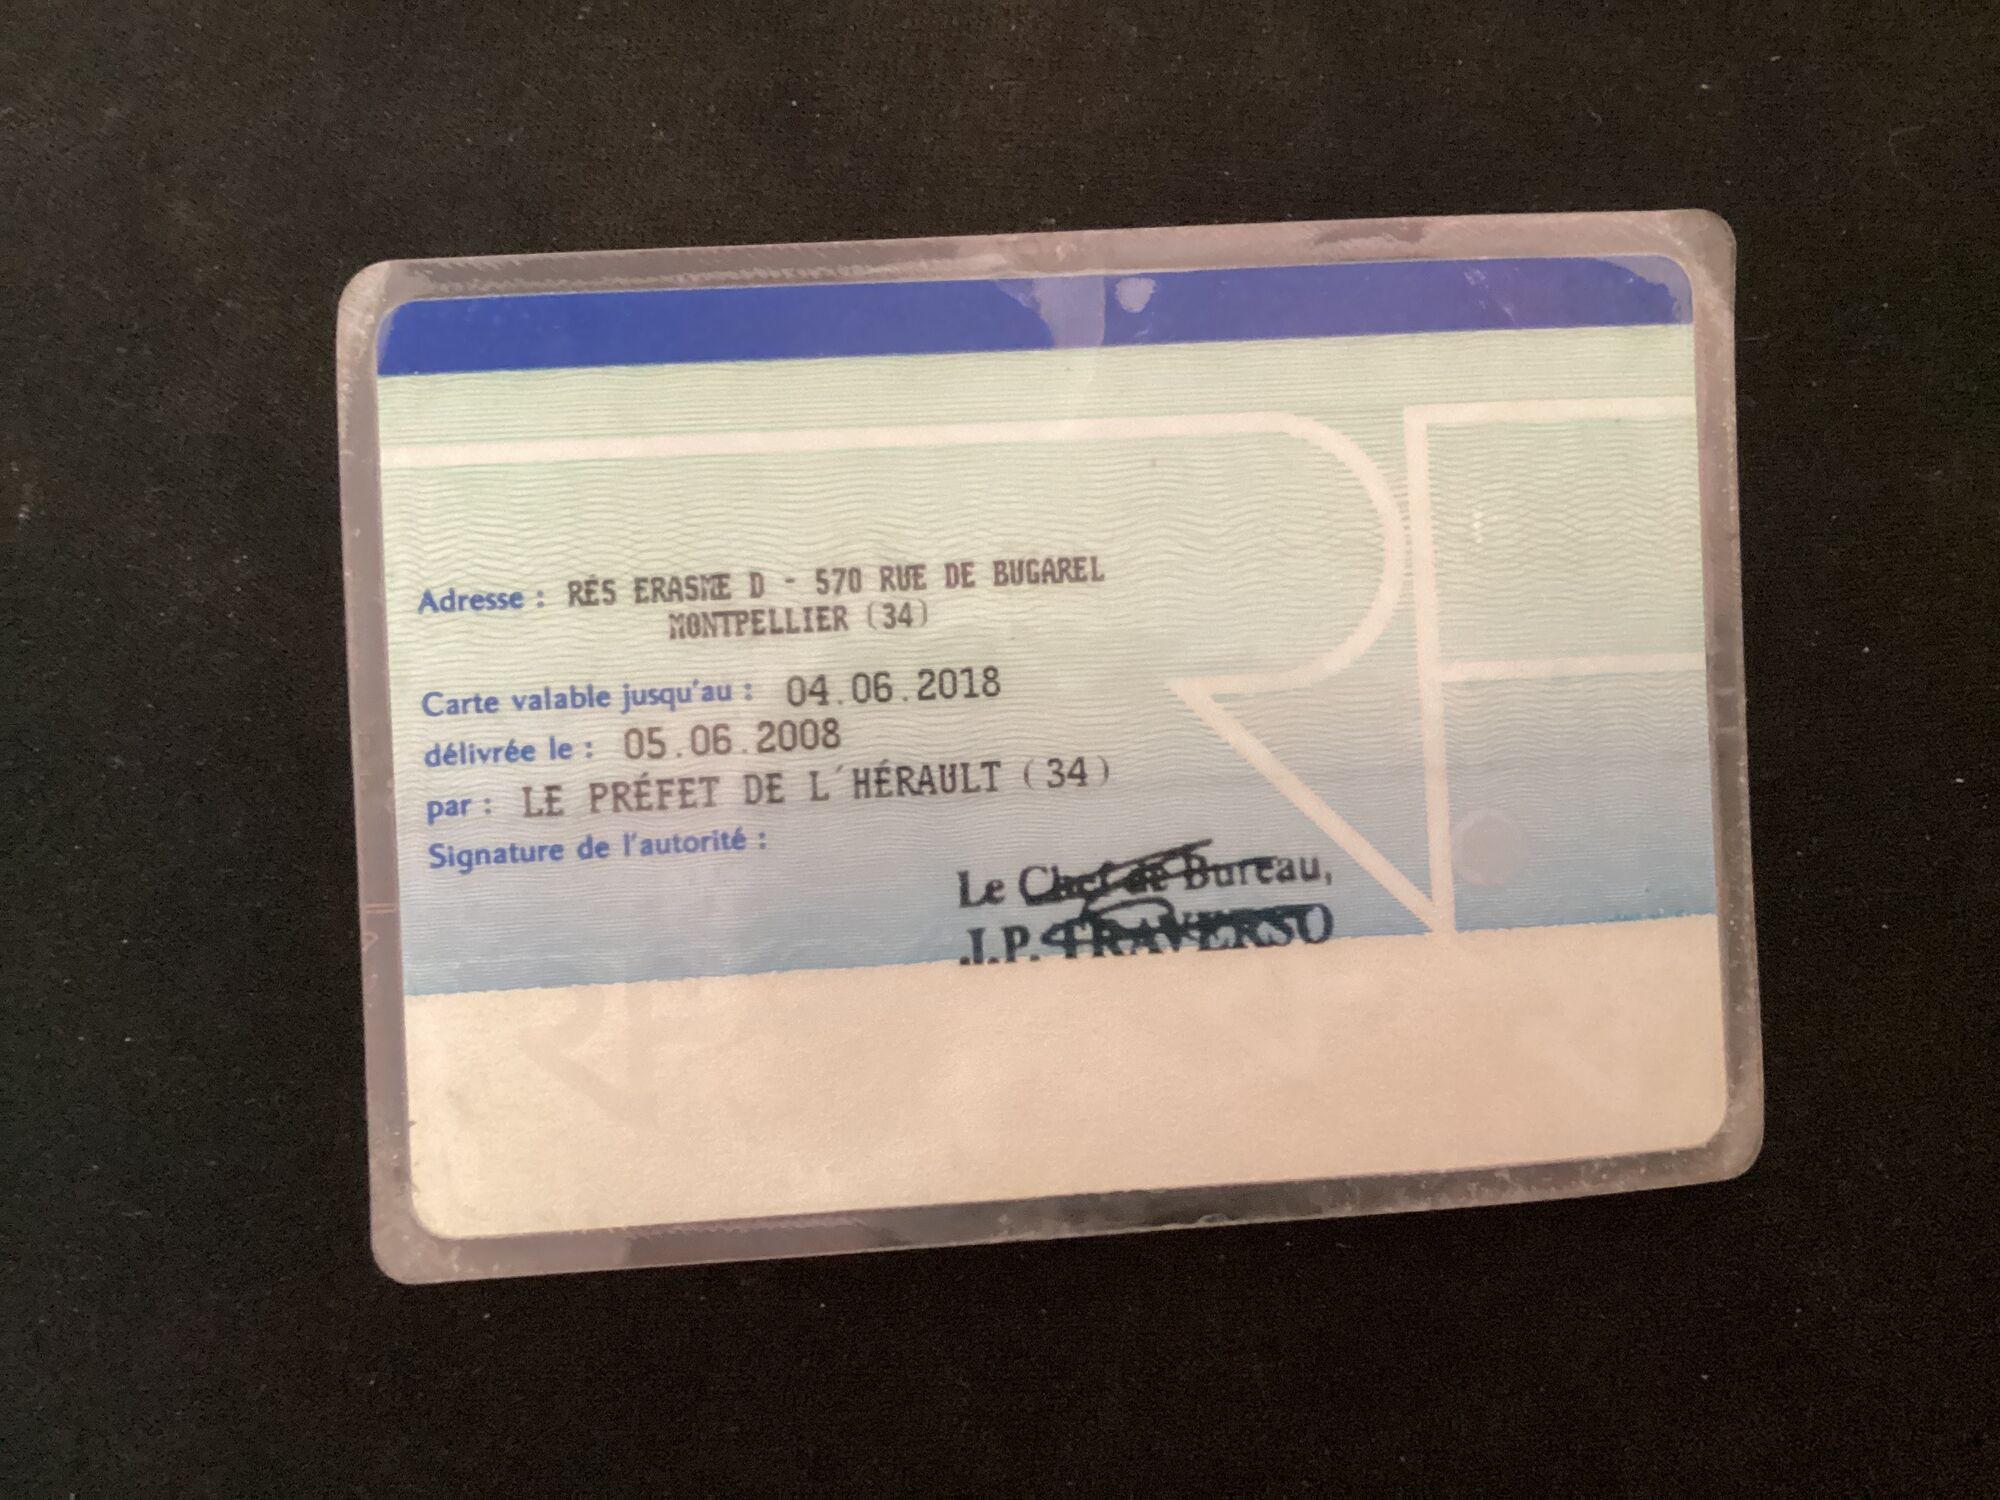 Adresse : RÉS ERASME D - 570 RUE DE BUGAREL
MONTPELLIER (34)
Carte valable jusqu'au : 04.06.2018
délivrée le : 05.06.2008
par : LE PRÉFET DE L'HÉRAULT (34)
Signature de l'autorité :
Le Chef de Bureau,
J.P. TRAVERSO
RF